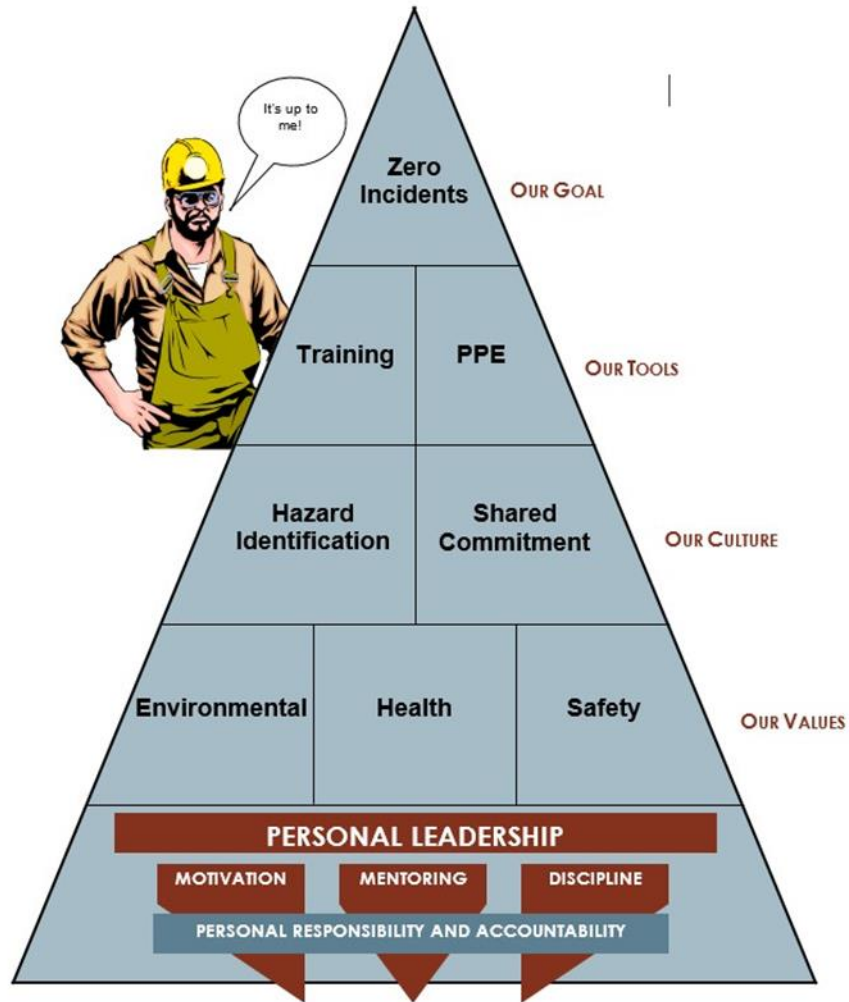 It's up to
me!
Zero
Incidents
OUR GOAL
Training
PPE
OUR TOOLS
Hazard
Identification
Shared
Commitment
OUR CULTURE
Environmental
Health
Safety
OUR VALUES
PERSONAL LEADERSHIP
MOTIVATION
MENTORING
DISCIPLINE
PERSONAL RESPONSIBILITY AND ACCOUNTABILITY